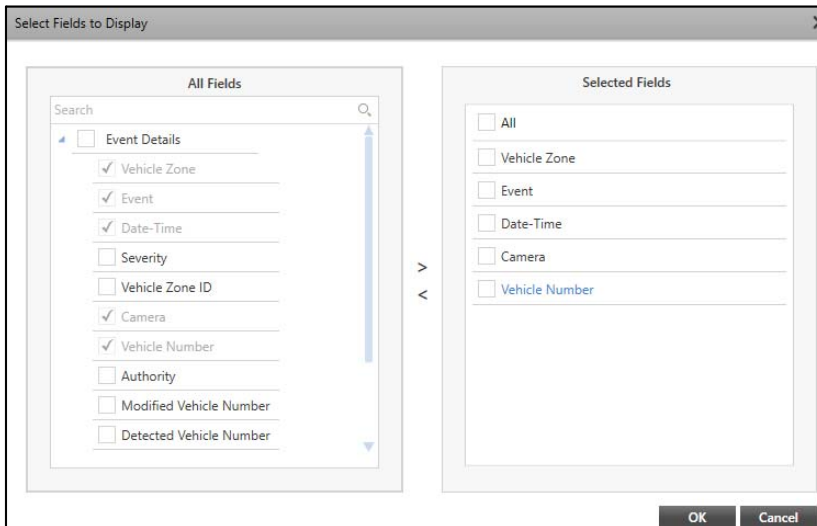 Select Fields to Display
All Fields
Search
Event Details
Vehicle Zone
Event
Date-Time
Severity
Vehicle Zone ID
Camera
Vehicle Number
Authority
Modified Vehicle Number
Detected Vehicle Number
>
<
Selected Fields
All
Vehicle Zone
Event
Date-Time
Camera
Vehicle Number
OK Cancel